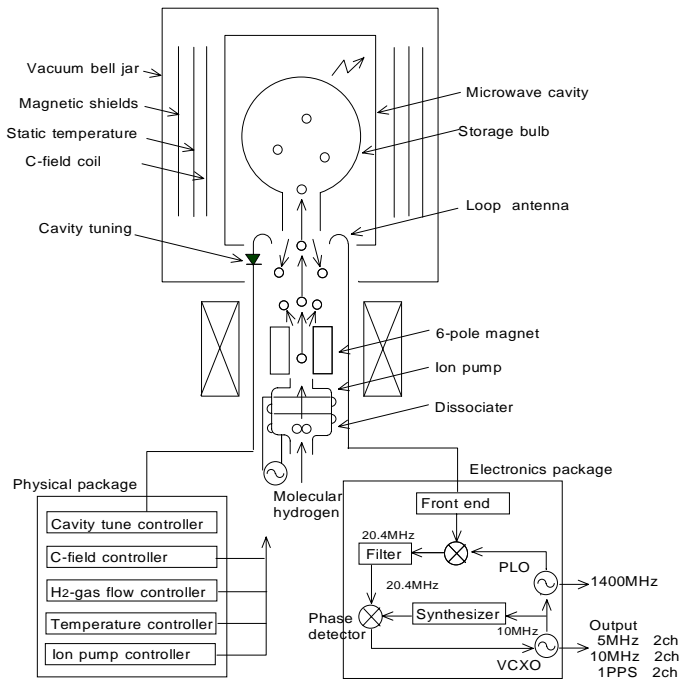 Vacuum bell jar
Magnetic shields
Static temperature
C-field coil
Cavity tuning
Microwave cavity
Storage bulb
Loop antenna
6-pole magnet
Ion pump
Dissociater
Molecular
hydrogen
Physical package
Cavity tune controller
C-field controller
H2-gas flow controller
Temperature controller
Ion pump controller
Electronics package
Front end
20.4MHz
Filter
PLO
1400MHz
20.4MHz
Phase
detector
Synthesizer
10MHz
VCXO
Output
5MHz 2ch
10MHz 2ch
1PPS 2ch